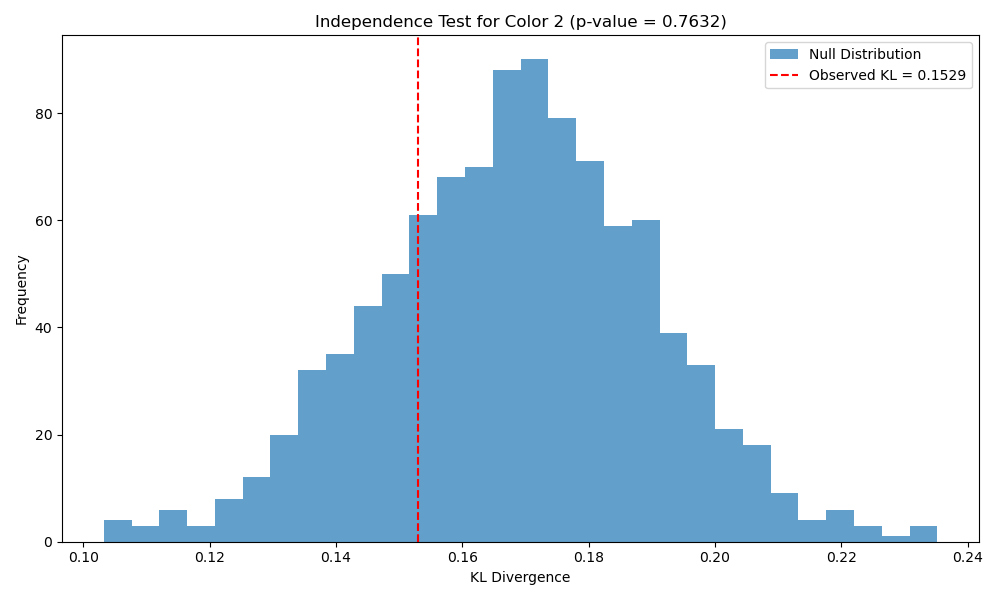 Independence Test for Color 2 (p-value = 0.7632)
Null Distribution
Observed KL = 0.1529
80
60
40
20
0
Frequency
0.10 0.12 0.14 0.16 0.18 0.20 0.22 0.24
KL Divergence